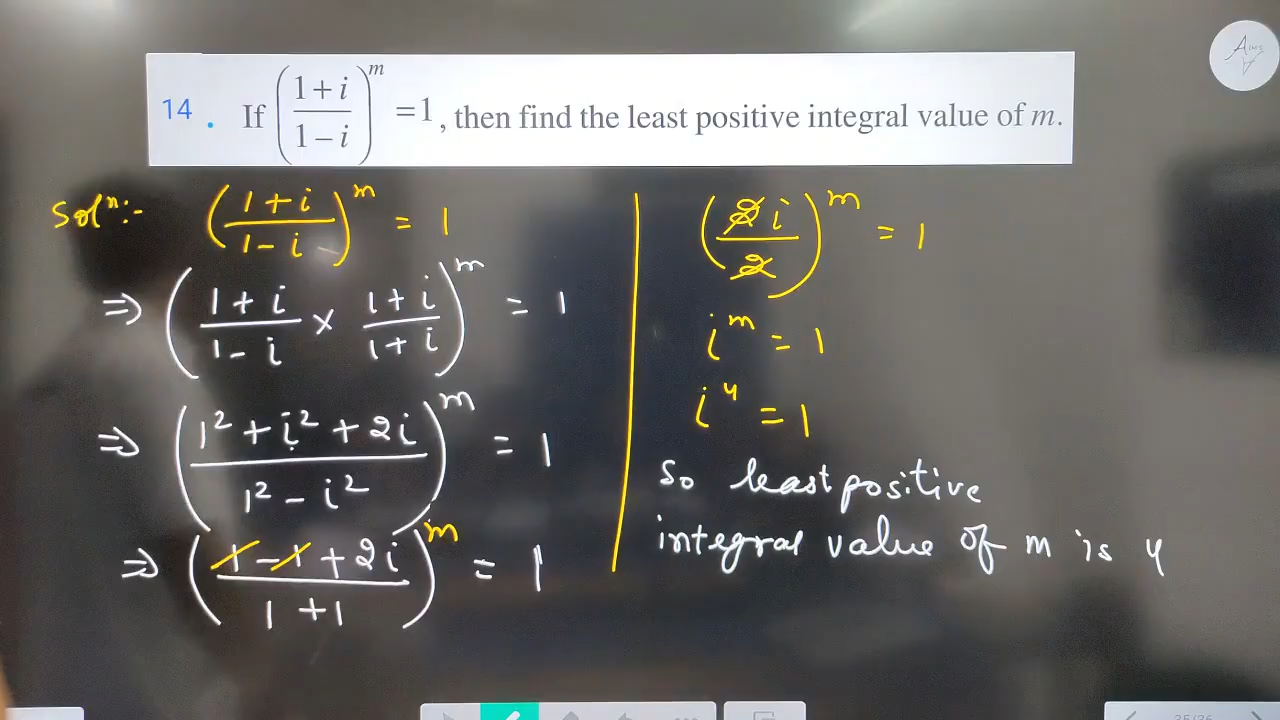 AIMS
14 . If ((1+i)/(1−i))^m =1, then find the least positive integral value of m.
Solⁿ:- ((1+i)/(1-i))^m = 1
⇒ ((1+i)/(1-i) × (1+i)/(1+i))^m = 1
⇒ ((1²+i²+2i)/(1²-i²))^m = 1
⇒ ((1-1+2i)/(1+1))^m = 1
(2i/2)^m = 1
i^m = 1
i^4 = 1
So least positive
integral value of m is 4